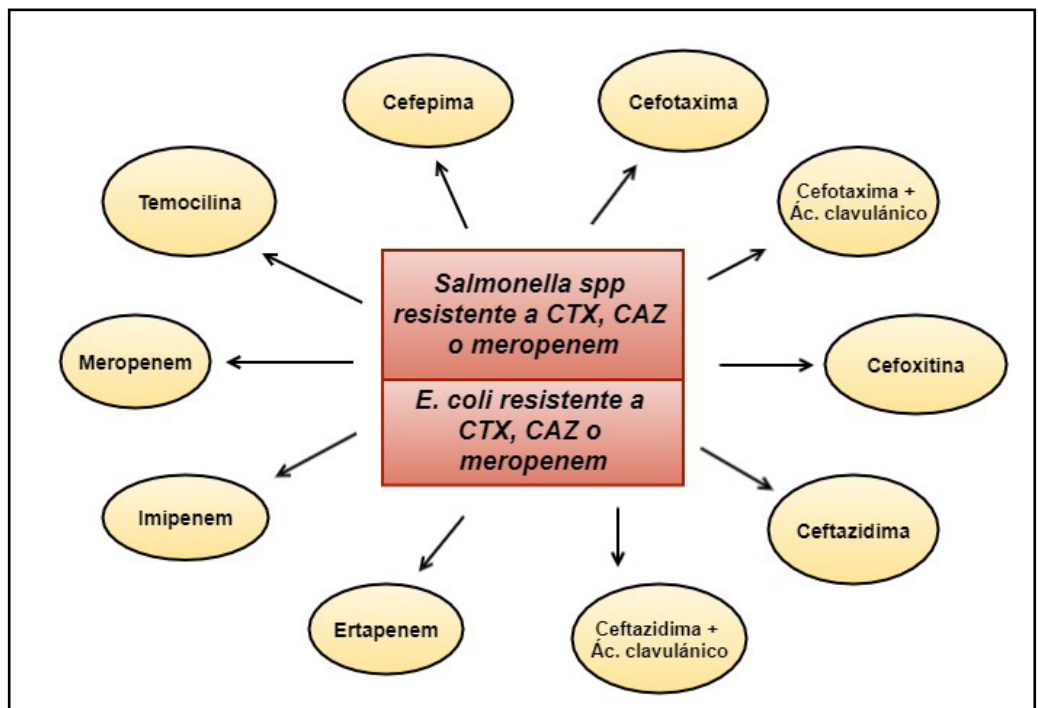 Cefepima
Cefotaxima
Temocilina
Cefotaxima +
Ác. clavulánico
Salmonella spp
resistente a CTX, CAZ
o meropenem
Meropenem
Cefoxitina
E. coli resistente a
CTX, CAZ o
meropenem
Imipenem
Ceftazidima
Ertapenem
Ceftazidima +
Ác. clavulánico